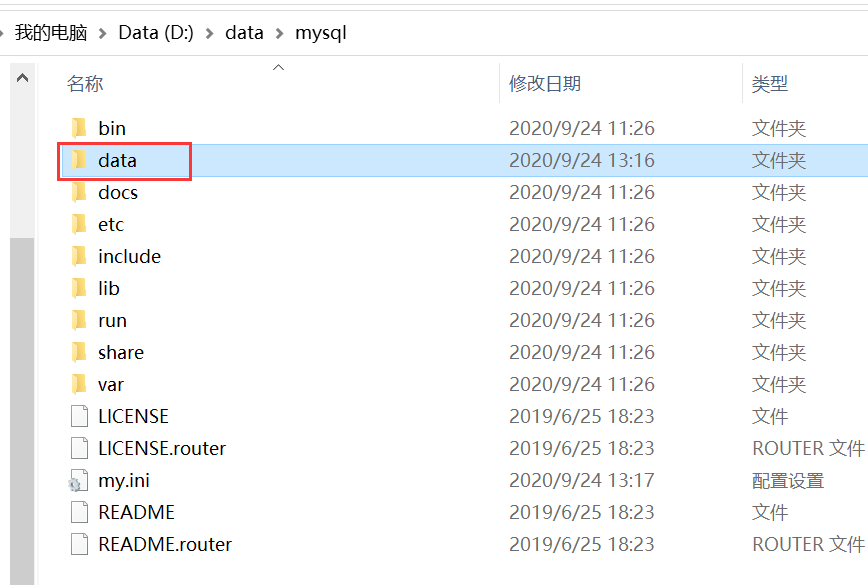 我的电脑 > Data (D:) > data > mysql
名称 修改日期 类型
bin 2020/9/24 11:26 文件夹
data 2020/9/24 13:16 文件夹
docs 2020/9/24 11:26 文件夹
etc 2020/9/24 11:26 文件夹
include 2020/9/24 11:26 文件夹
lib 2020/9/24 11:26 文件夹
run 2020/9/24 11:26 文件夹
share 2020/9/24 11:26 文件夹
var 2020/9/24 11:26 文件夹
LICENSE 2019/6/25 18:23 文件
LICENSE.router 2019/6/25 18:23 ROUTER 文件
my.ini 2020/9/24 13:17 配置设置
README 2019/6/25 18:23 文件
README.router 2019/6/25 18:23 ROUTER 文件